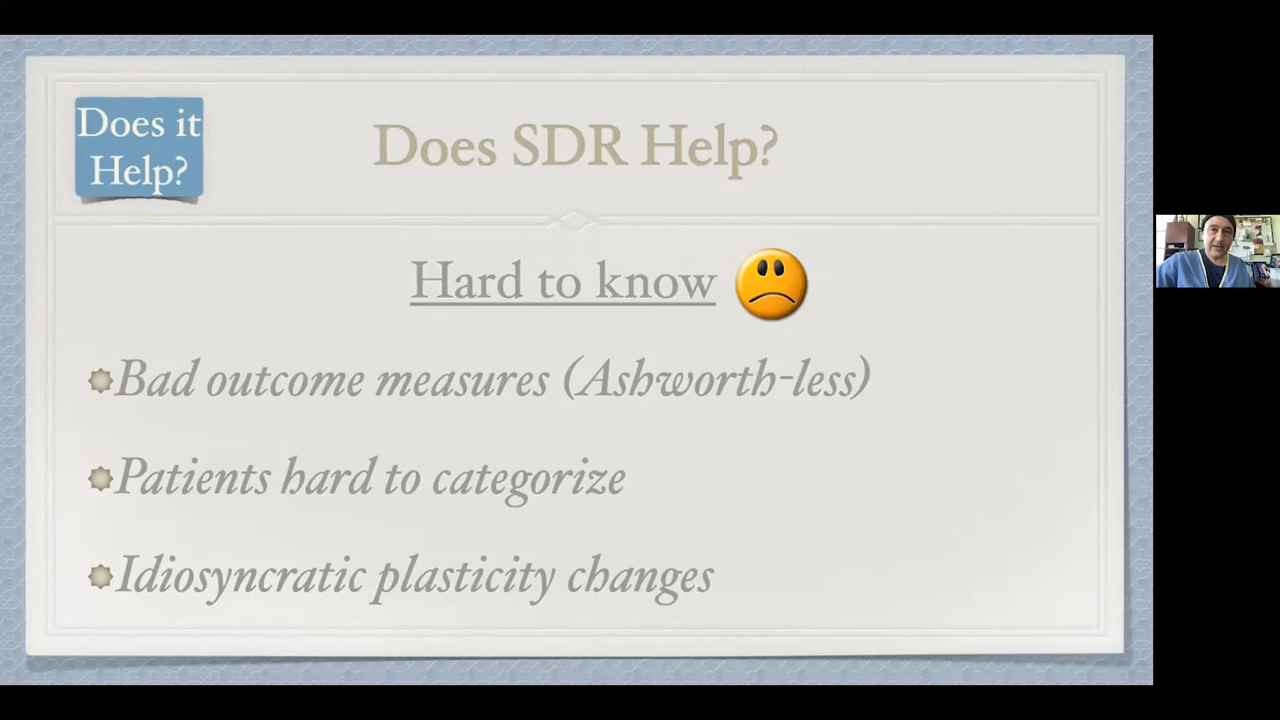 Does it
Help?
Does SDR Help?
Hard to know
Bad outcome measures (Ashworth-less)
Patients hard to categorize
Idiosyncratic plasticity changes